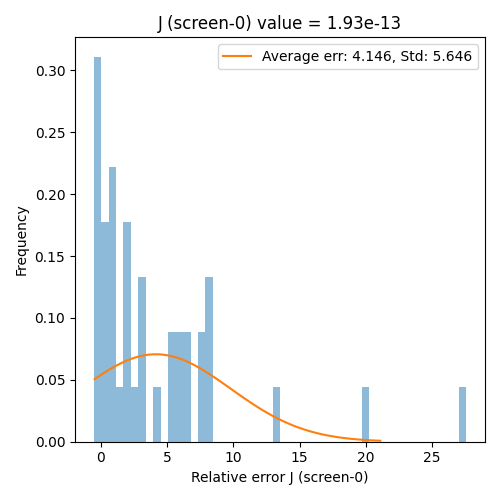 J (screen-0) value = 1.93e-13
Average err: 4.146, Std: 5.646
Frequency
0.30
0.25
0.20
0.15
0.10
0.05
0.00
0 5 10 15 20 25
Relative error J (screen-0)